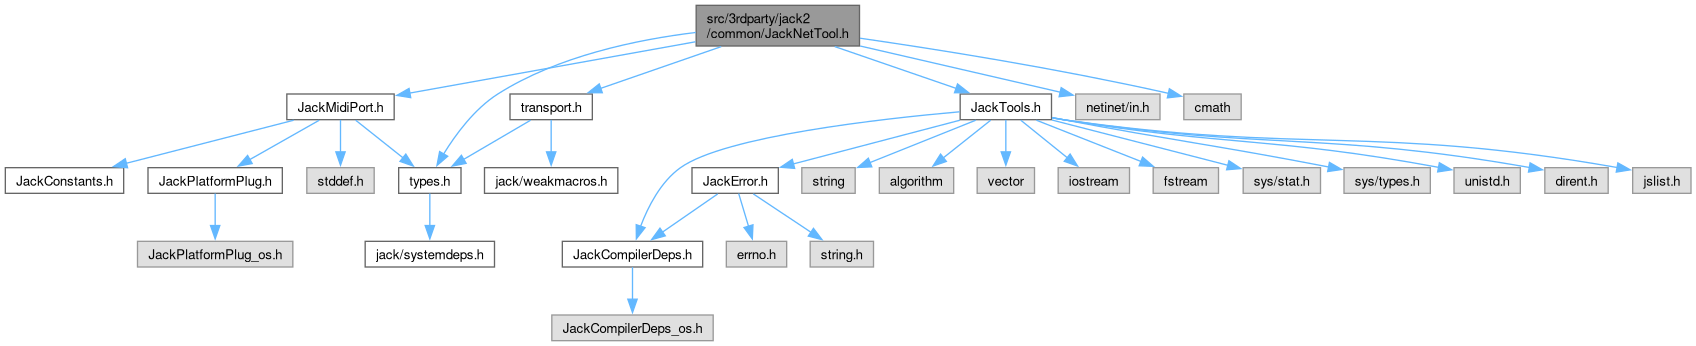 src/3rdparty/jack2
/common/JackNetTool.h
JackMidiPort.h
transport.h
JackTools.h
netinet/in.h
cmath
JackConstants.h
JackPlatformPlug.h
stddef.h
types.h
jack/weakmacros.h
JackError.h
string
algorithm
vector
iostream
fstream
sys/stat.h
sys/types.h
unistd.h
dirent.h
jslist.h
JackPlatformPlug_os.h
jack/systemdeps.h
JackCompilerDeps.h
errno.h
string.h
JackCompilerDeps_os.h